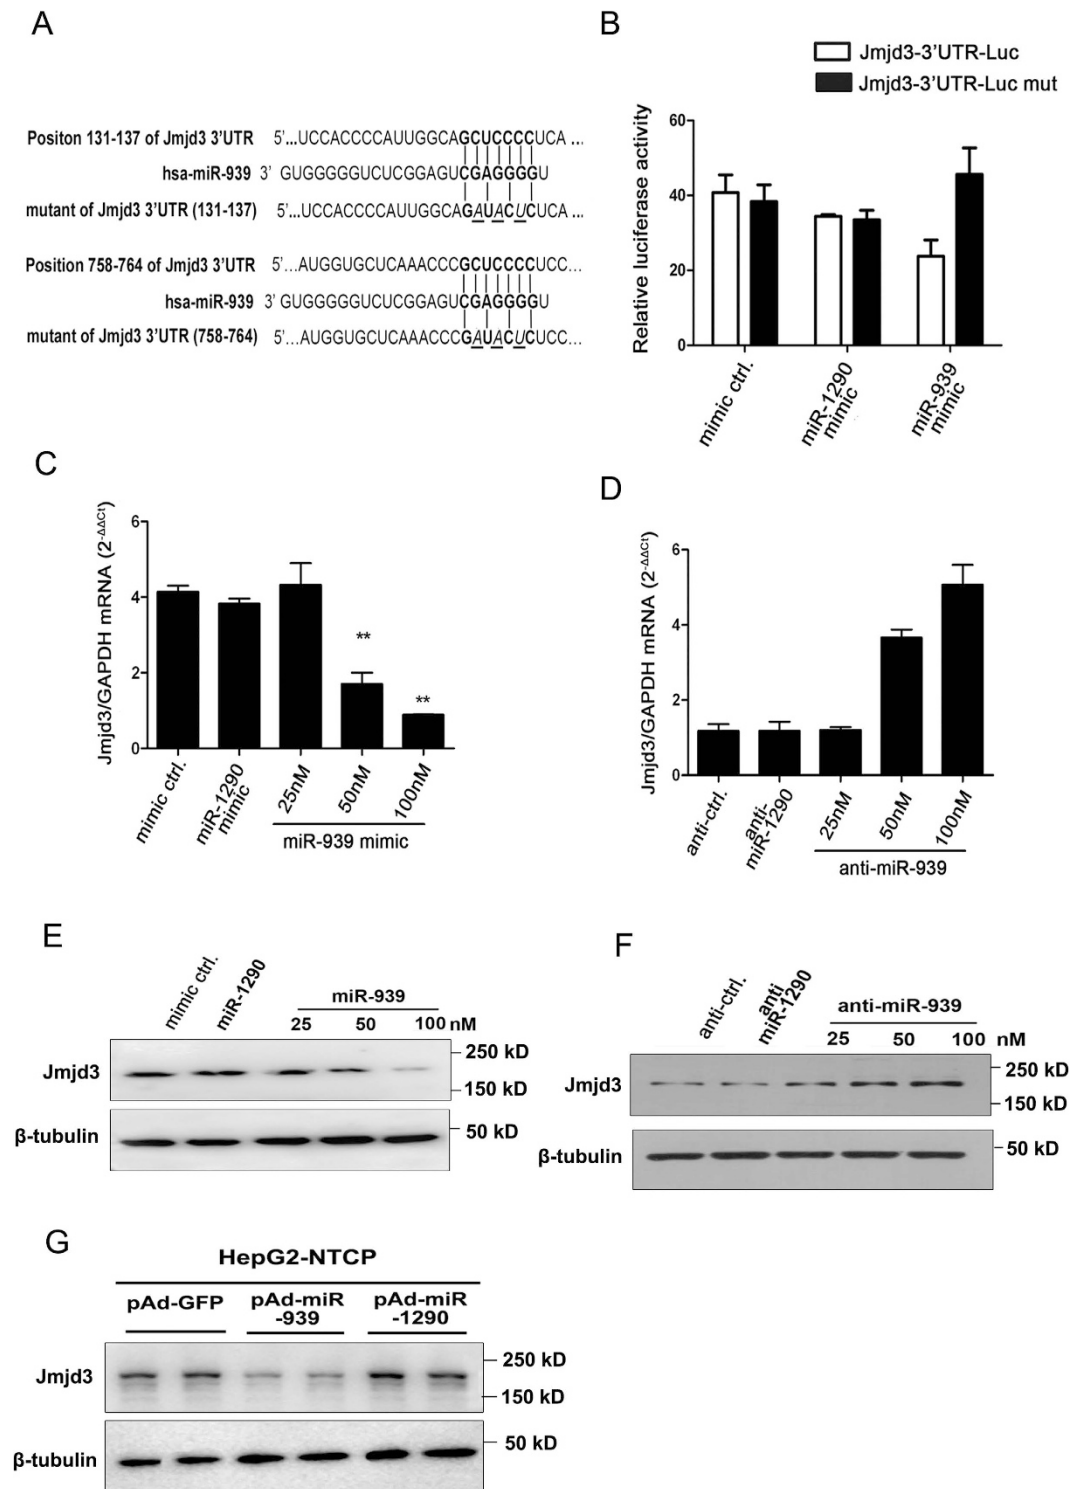 A
Positon 131-137 of Jmjd3 3'UTR 5'...UCCACCCCAUUGGCAGCUCCCCUCA ...
hsa-miR-939 3' GUGGGGGUCUCGGAGUCGAGGGGU
mutant of Jmjd3 3'UTR (131-137) 5'...UCCACCCCAUUGGCAGAUACUCUCA ...
Position 758-764 of Jmjd3 3'UTR 5'...AUGGUGCUCAAACCCGCUCCCCUCC...
hsa-miR-939 3' GUGGGGGUCUCGGAGUCGAGGGGU
mutant of Jmjd3 3'UTR (758-764) 5'...AUGGUGCUCAAACCCGAUACUCUCC...
B
Jmjd3-3'UTR-Luc
Jmjd3-3'UTR-Luc mut
Relative luciferase activity
60
40
20
0
mimic ctrl.
miR-1290 mimic
miR-939 mimic
C
Jmjd3/GAPDH mRNA (2-ΔΔCt)
6
4
2
0
**
**
mimic ctrl.
miR-1290 mimic
25nM
50nM
100nM
miR-939 mimic
D
Jmjd3/GAPDH mRNA (2-ΔΔCt)
6
4
2
0
anti-ctrl.
anti-miR-1290
25nM
50nM
100nM
anti-miR-939
E
mimic ctrl.
miR-1290
miR-939
25 50 100 nM
Jmjd3
250 kD
150 kD
β-tubulin
50 kD
F
anti-ctrl.
anti miR-1290
anti-miR-939
25 50 100 nM
Jmjd3
250 kD
150 kD
β-tubulin
50 kD
G
HepG2-NTCP
pAd-GFP pAd-miR-939 pAd-miR-1290
Jmjd3
250 kD
150 kD
β-tubulin
50 kD